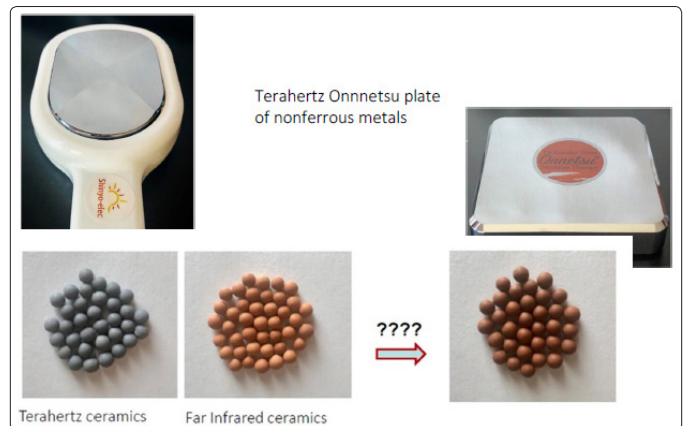 Terahertz Onnnetsu plate
of nonferrous metals
Shinyo-elec
Onnetsu
????
Terahertz ceramics
Far Infrared ceramics